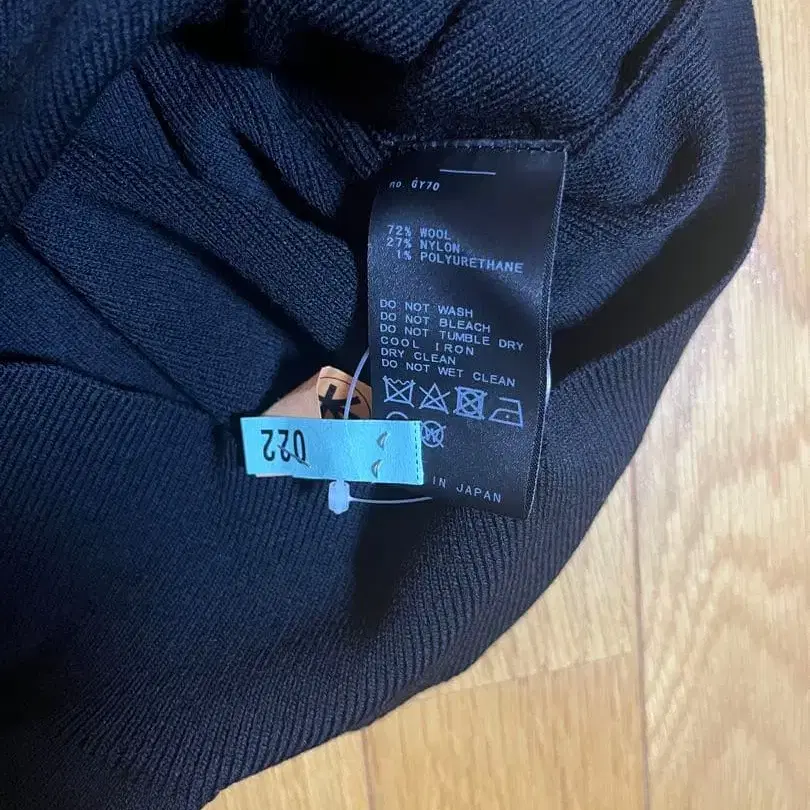 no. GY70
72% WOOL
27% NYLON
1% POLYURETHANE
DO NOT WASH
DO NOT BLEACH
DO NOT TUMBLE DRY
COOL IRON
DRY CLEAN
DO NOT WET CLEAN
IN JAPAN
022